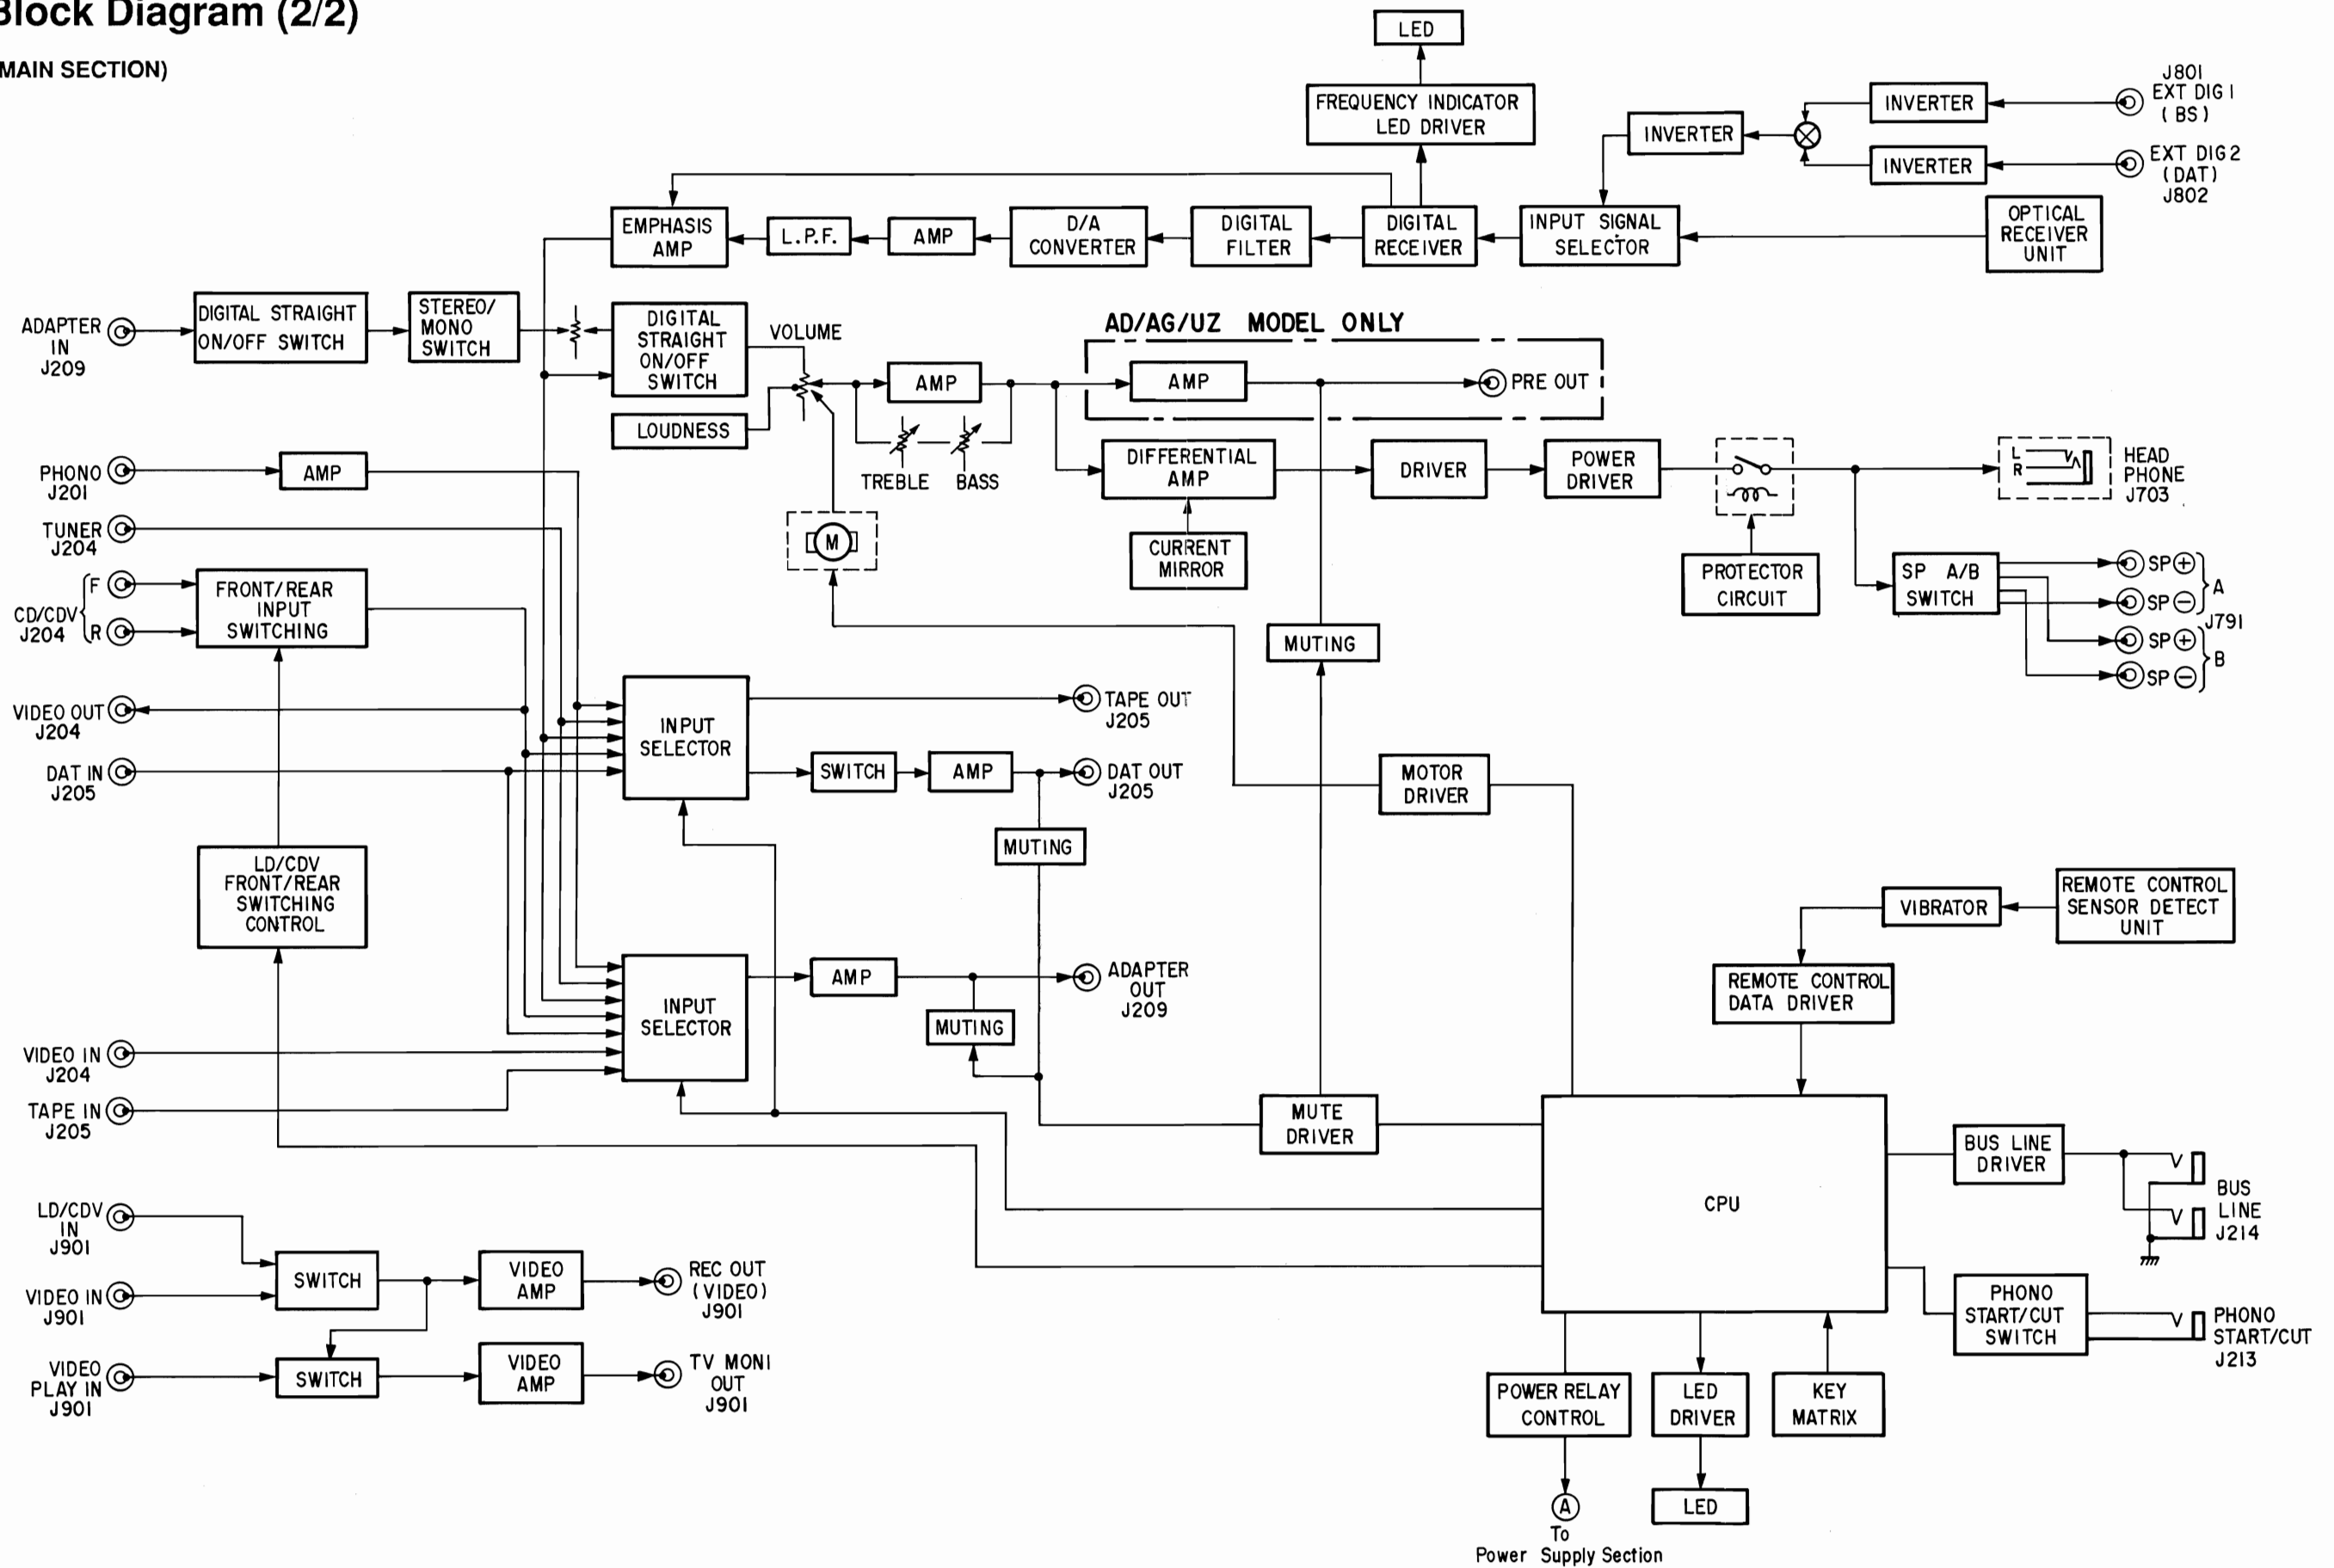 Block Diagram (2/2)
MAIN SECTION)
LED
FREQUENCY INDICATOR
LED DRIVER
INVERTER
INVERTER
INVERTER
J801
EXT DIG 1
(BS)
EXT DIG 2
(DAT)
J802
EMPHASIS
AMP
L.P.F.
AMP
D/A
CONVERTER
DIGITAL
FILTER
DIGITAL
RECEIVER
INPUT SIGNAL
SELECTOR
OPTICAL
RECEIVER
UNIT
ADAPTER
IN
J209
DIGITAL STRAIGHT
ON/OFF SWITCH
STEREO/
MONO
SWITCH
DIGITAL
STRAIGHT
ON/OFF
SWITCH
VOLUME
LOUDNESS
AMP
TREBLE
BASS
AD/AG/UZ MODEL ONLY
AMP
PRE OUT
PHONO
J201
AMP
TUNER
J204
CD/CDV
J204
F
R
FRONT/REAR
INPUT
SWITCHING
M
DIFFERENTIAL
AMP
CURRENT
MIRROR
DRIVER
POWER
DRIVER
PROTECTOR
CIRCUIT
L
R
HEAD
PHONE
J703
SP A/B
SWITCH
SP +
SP −
A
J791
SP +
SP −
B
MUTING
VIDEO OUT
J204
DAT IN
J205
INPUT
SELECTOR
TAPE OUT
J205
SWITCH
AMP
DAT OUT
J205
MUTING
MOTOR
DRIVER
LD/CDV
FRONT/REAR
SWITCHING
CONTROL
VIBRATOR
REMOTE CONTROL
SENSOR DETECT
UNIT
REMOTE CONTROL
DATA DRIVER
INPUT
SELECTOR
AMP
ADAPTER
OUT
J209
MUTING
VIDEO IN
J204
TAPE IN
J205
MUTE
DRIVER
CPU
BUS LINE
DRIVER
BUS
LINE
J214
PHONO
START/CUT
SWITCH
PHONO
START/CUT
J213
LD/CDV
IN
J901
VIDEO IN
J901
SWITCH
VIDEO
AMP
REC OUT
(VIDEO)
J901
VIDEO
PLAY IN
J901
SWITCH
VIDEO
AMP
TV MONI
OUT
J901
POWER RELAY
CONTROL
LED
DRIVER
KEY
MATRIX
A
To
Power Supply Section
LED